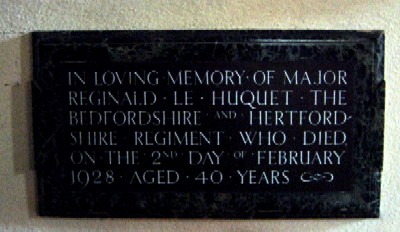 IN LOVING MEMORY · OF MAJOR
REGINALD · LE · HUQUET · THE
BEDFORDSHIRE · AND · HERTFORD-
SHIRE REGIMENT · WHO · DIED
ON · THE · 2ND · DAY · OF · FEBRUARY
1928 · AGED · 40 · YEARS